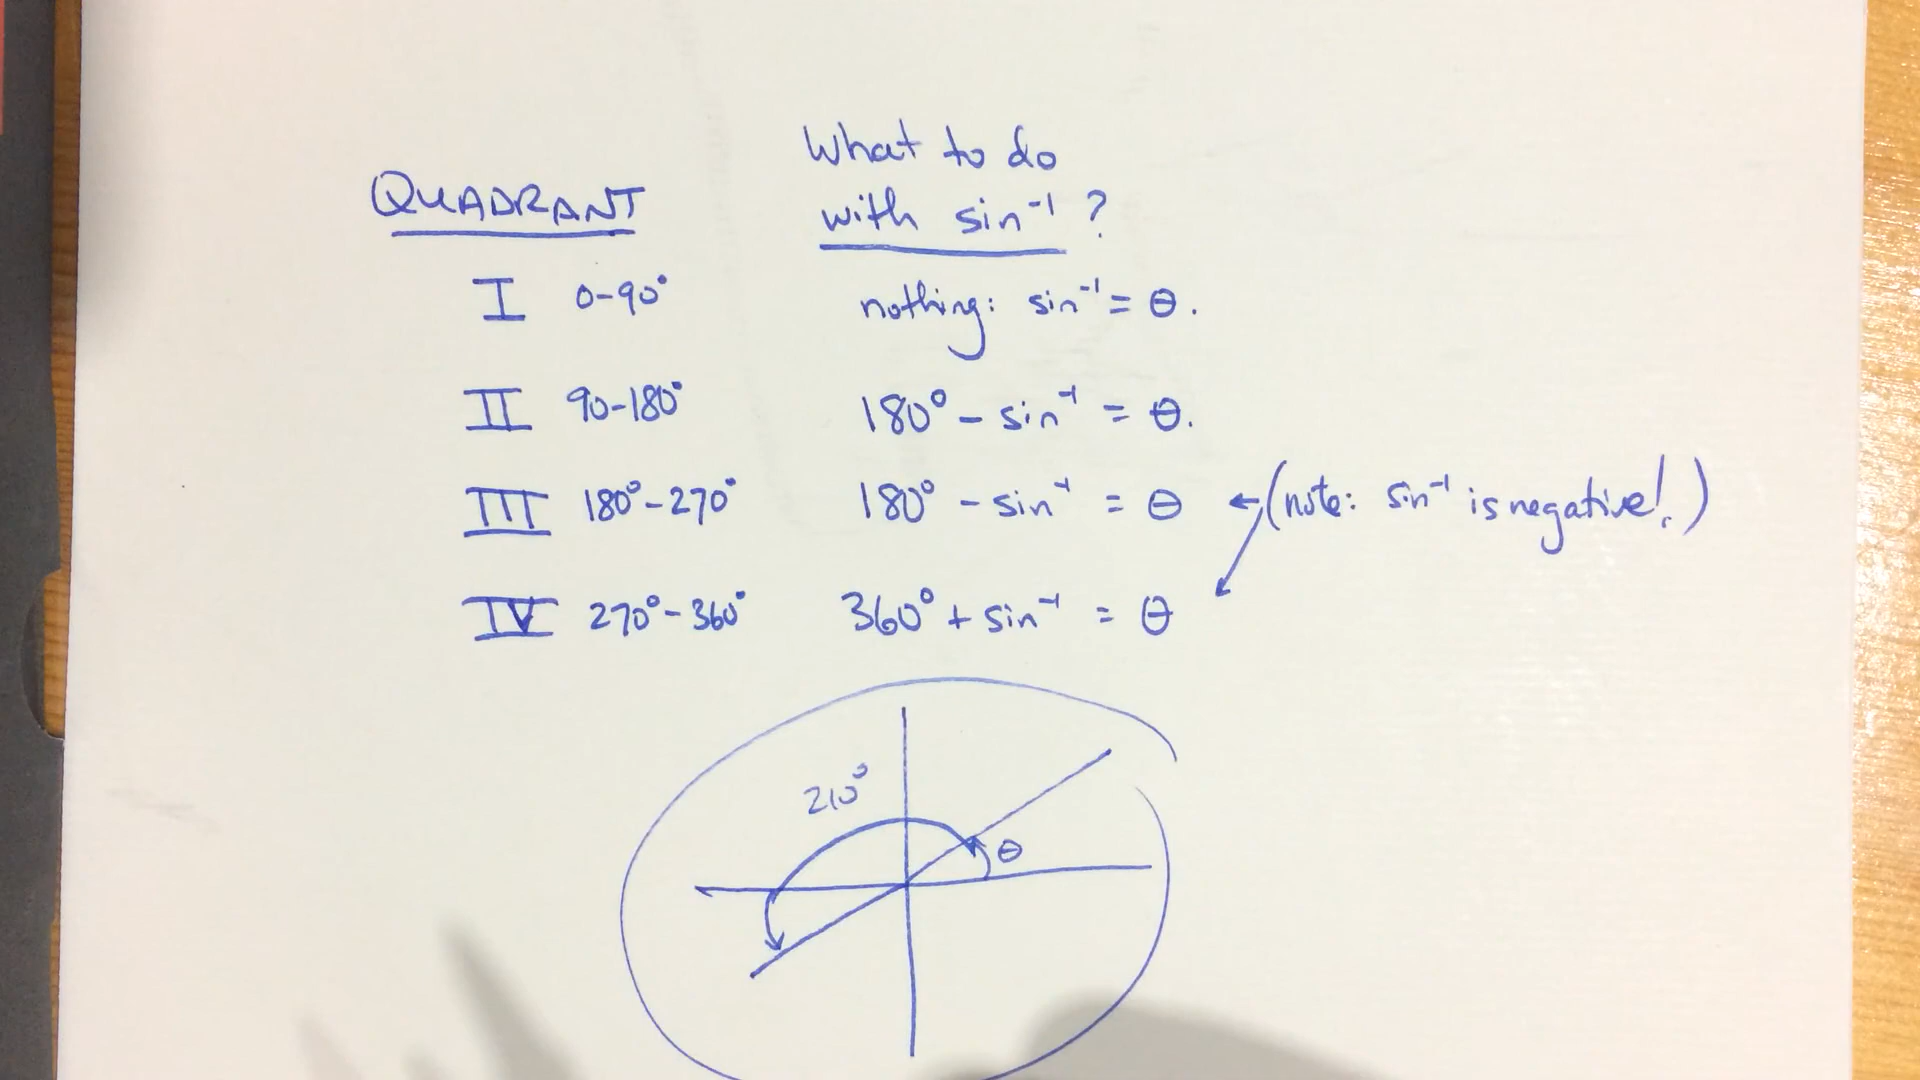 QUADRANT
What to do
with sin⁻¹ ?
I 0-90° nothing: sin⁻¹ = θ.
II 90-180° 180° - sin⁻¹ = θ.
III 180°-270° 180° - sin⁻¹ = θ ← (note: sin⁻¹ is negative!)
IV 270°-360° 360° + sin⁻¹ = θ
210°
θ